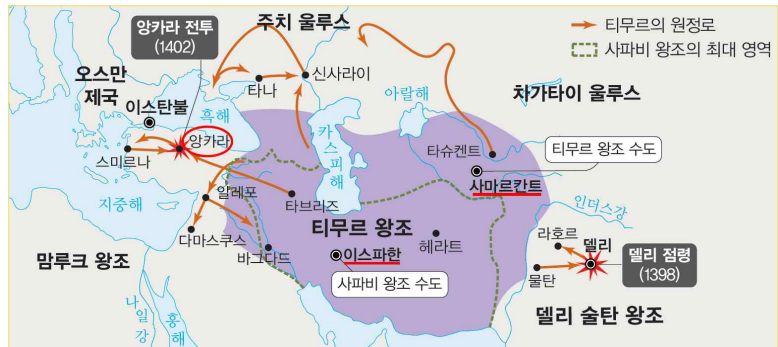 앙카라 전투
(1402)
주치 울루스
티무르의 원정로
사파비 왕조의 최대 영역
오스만
제국
이스탄불
흑해
타나
신사라이
아랄해
차가타이 울루스
카스피해
앙카라
스미르나
타슈켄트
티무르 왕조 수도
사마르칸트
지중해
알레포
타브리즈
인더스강
티무르 왕조
다마스쿠스
바그다드
이스파한
헤라트
라호르
델리
물탄
델리 점령
(1398)
맘루크 왕조
사파비 왕조 수도
나일강
홍해
델리 술탄 왕조